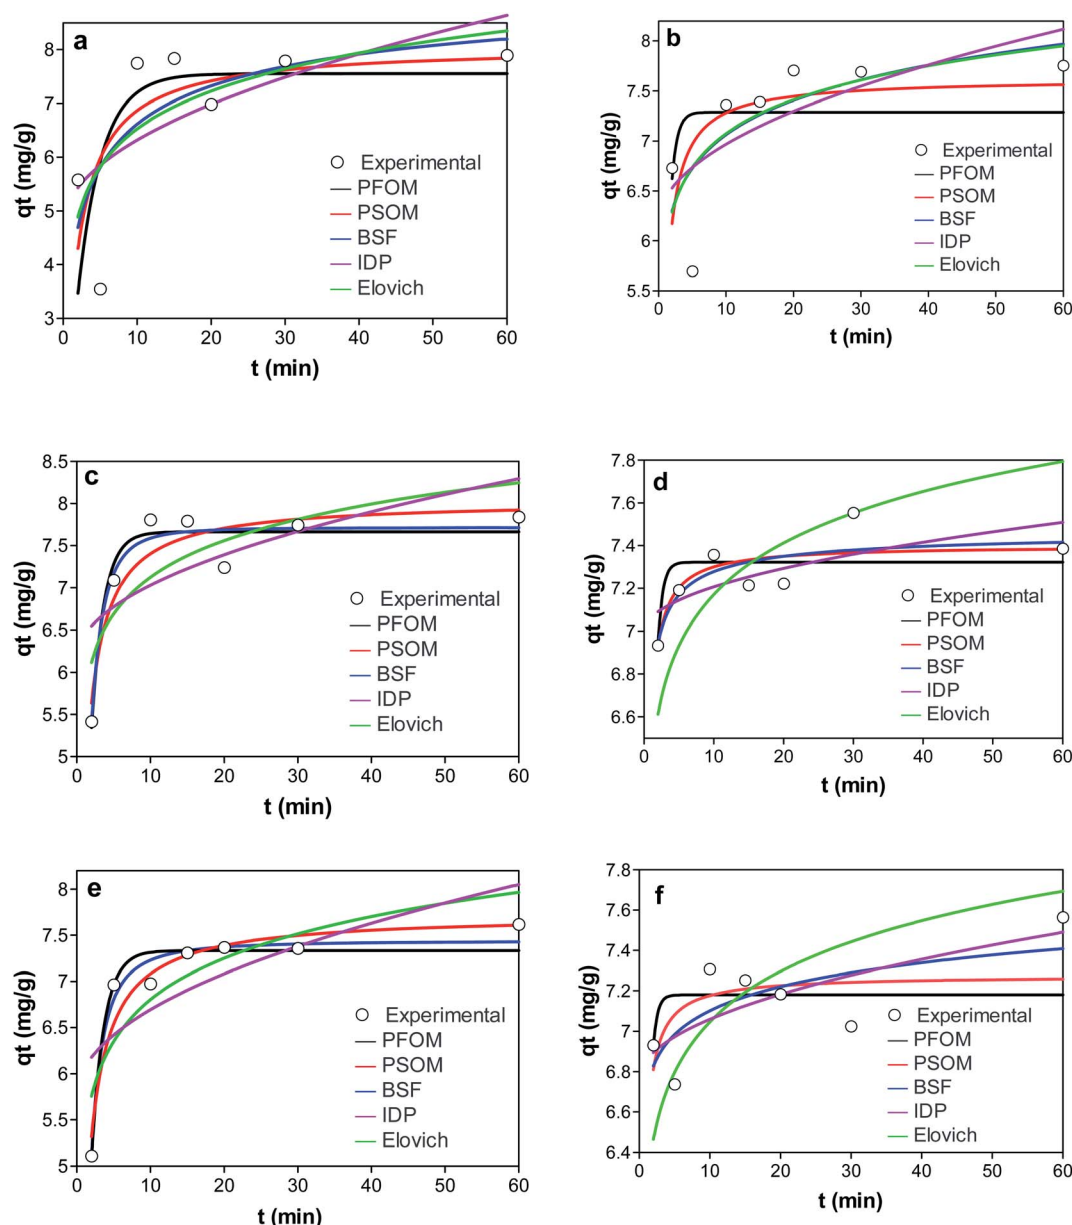 a
8
7
6
5
4
3
0
10
20
30
40
50
60
qt (mg/g)
t (min)
Experimental
PFOM
PSOM
BSF
IDP
Elovich
b
8
7.5
7
6.5
6
5.5
0
10
20
30
40
50
60
qt (mg/g)
t (min)
Experimental
PFOM
PSOM
BSF
IDP
Elovich
c
8.5
8
7.5
7
6.5
6
5.5
5
0
10
20
30
40
50
60
qt (mg/g)
t (min)
Experimental
PFOM
PSOM
BSF
IDP
Elovich
d
7.8
7.6
7.4
7.2
7
6.8
6.6
0
10
20
30
40
50
60
qt (mg/g)
t (min)
Experimental
PFOM
PSOM
BSF
IDP
Elovich
e
8
7.5
7
6.5
6
5.5
5
0
10
20
30
40
50
60
qt (mg/g)
t (min)
Experimental
PFOM
PSOM
BSF
IDP
Elovich
f
7.8
7.6
7.4
7.2
7
6.8
6.6
6.4
0
10
20
30
40
50
60
qt (mg/g)
t (min)
Experimental
PFOM
PSOM
BSF
IDP
Elovich